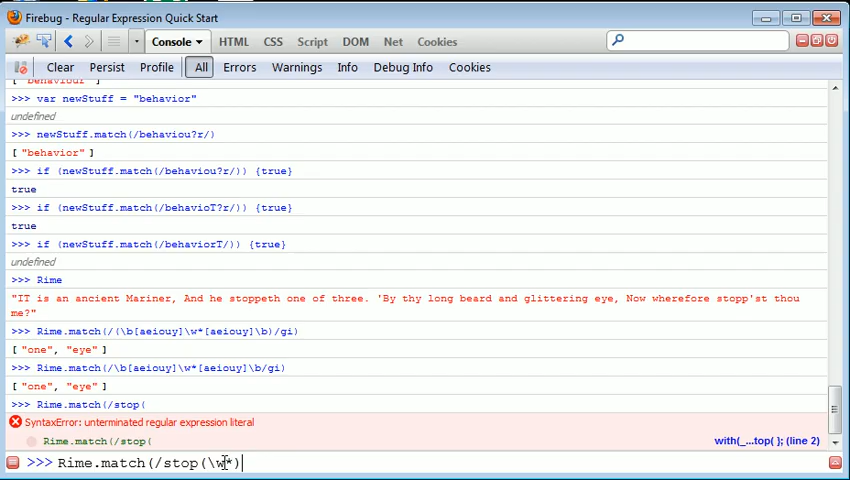 Firebug - Regular Expression Quick Start
Console HTML CSS Script DOM Net Cookies
Clear Persist Profile All Errors Warnings Info Debug Info Cookies
["behaviour"]
>>> var newStuff = "behavior"
undefined
>>> newStuff.match(/behaviou?r/)
["behavior"]
>>> if (newStuff.match(/behaviou?r/)) {true}
true
>>> if (newStuff.match(/behavioT?r/)) {true}
true
>>> if (newStuff.match(/behaviorT/)) {true}
undefined
>>> Rime
"IT is an ancient Mariner, And he stoppeth one of three. 'By thy long beard and glittering eye, Now wherefore stopp'st thou
me?"
>>> Rime.match(/(\b[aeiouy]\w*[aeiouy]\b)/gi)
["one", "eye"]
>>> Rime.match(/\b[aeiouy]\w*[aeiouy]\b/gi)
["one", "eye"]
>>> Rime.match(/stop(
SyntaxError: unterminated regular expression literal
Rime.match(/stop( with(_...top( }; (line 2)
>>> Rime.match(/stop(\w*)